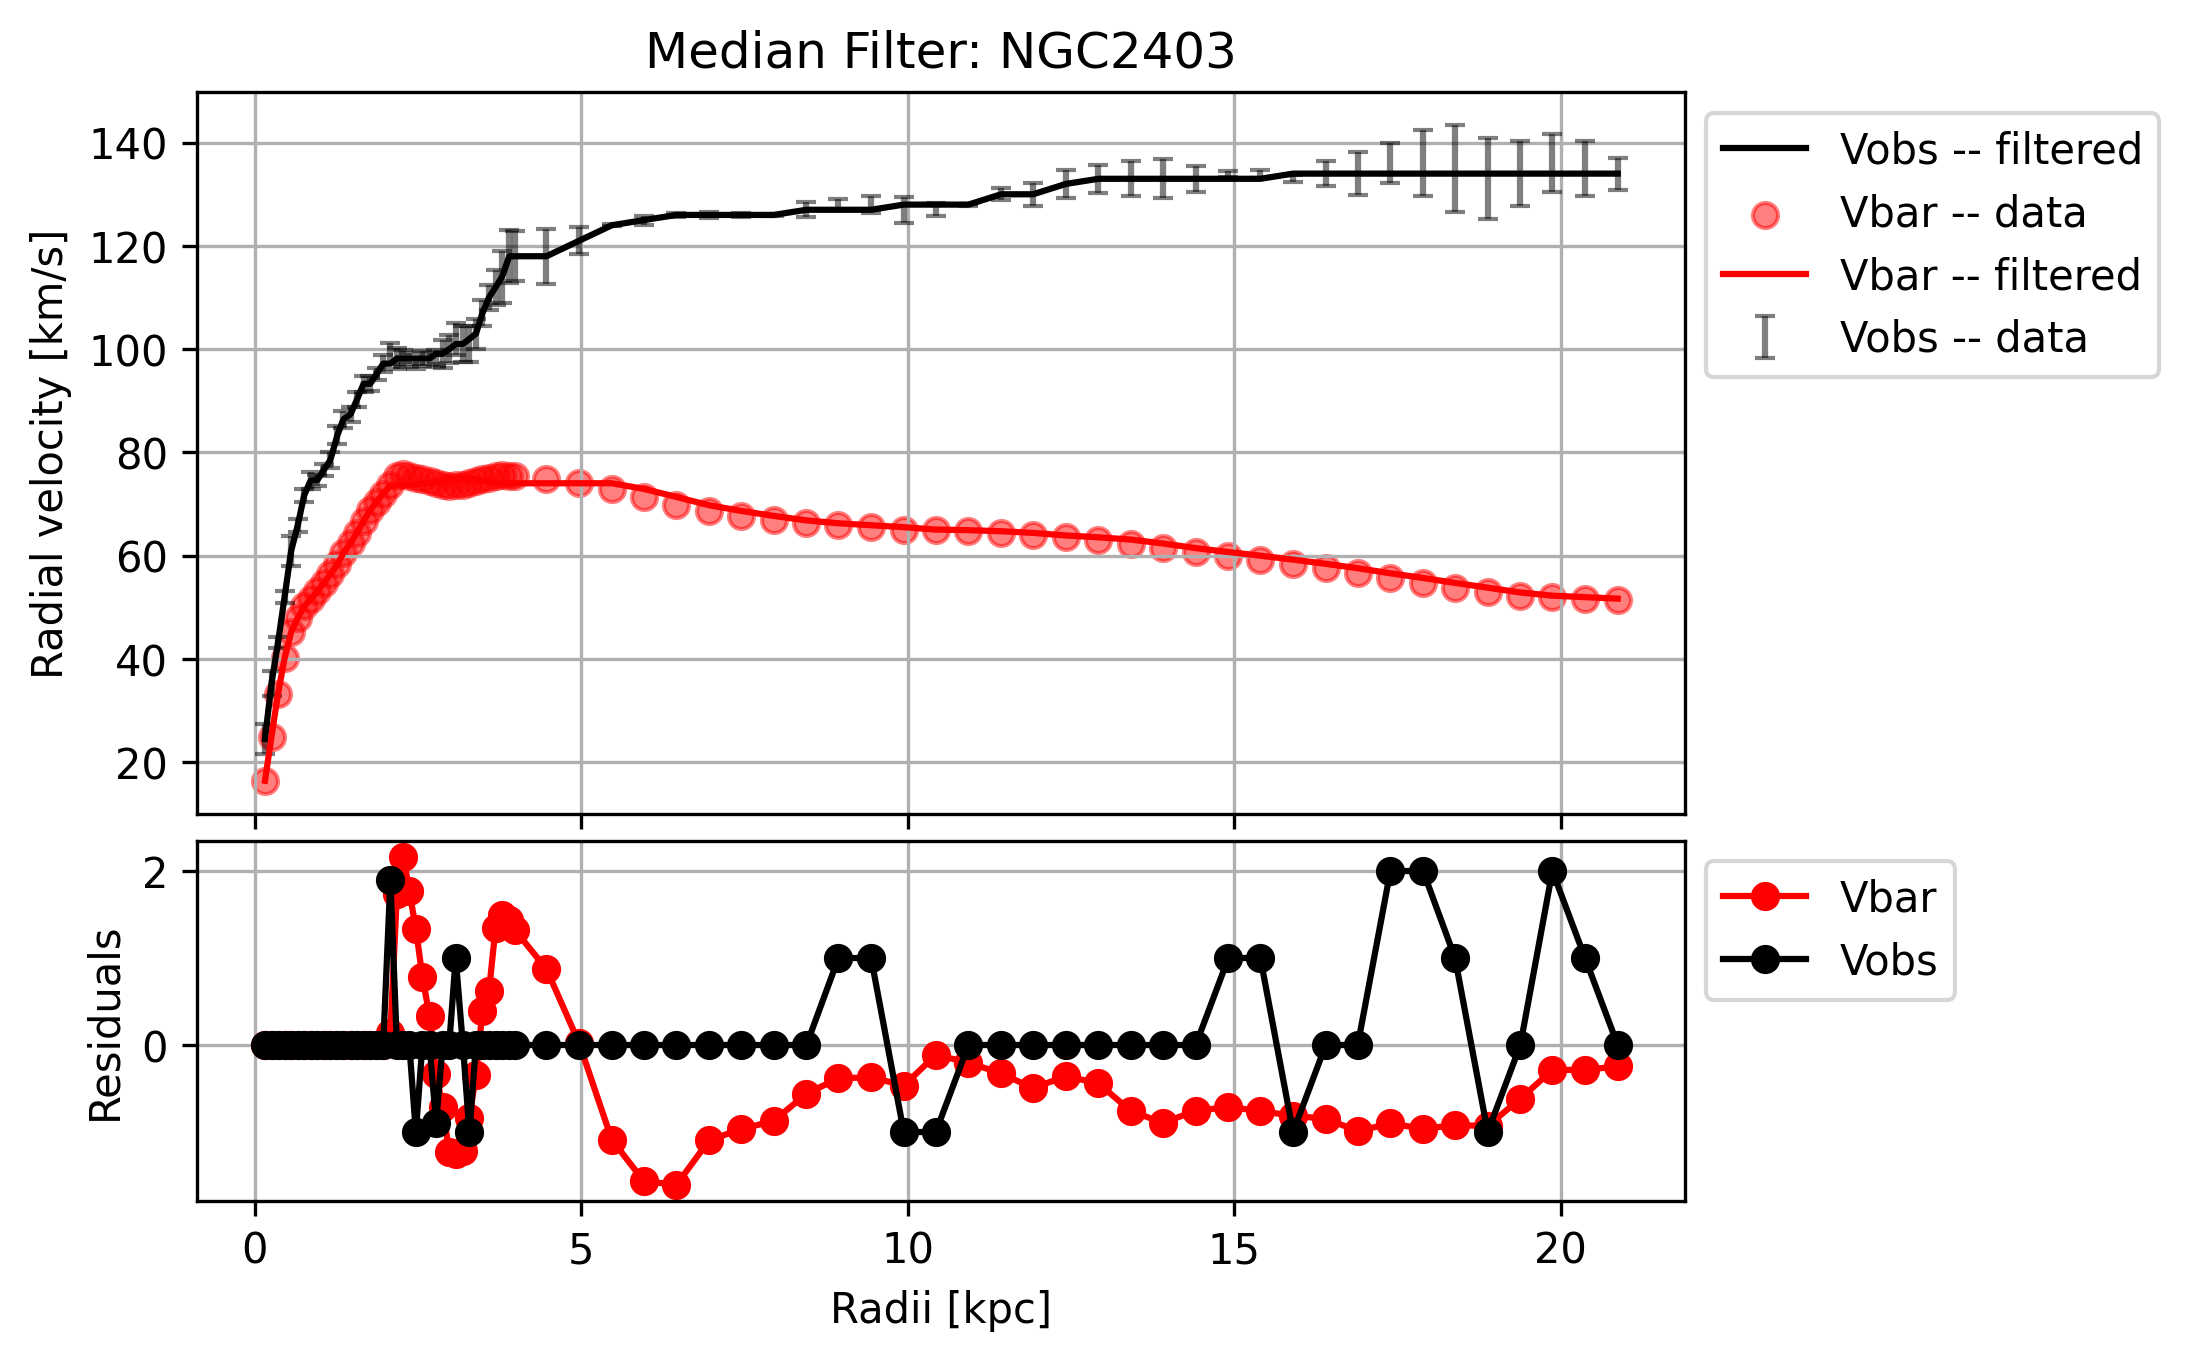 Median Filter: NGC2403
Radial velocity [km/s]
140
120
100
80
60
40
20
Vobs -- filtered
Vbar -- data
Vbar -- filtered
Vobs -- data
Residuals
2
0
Vbar
Vobs
0 5 10 15 20
Radii [kpc]